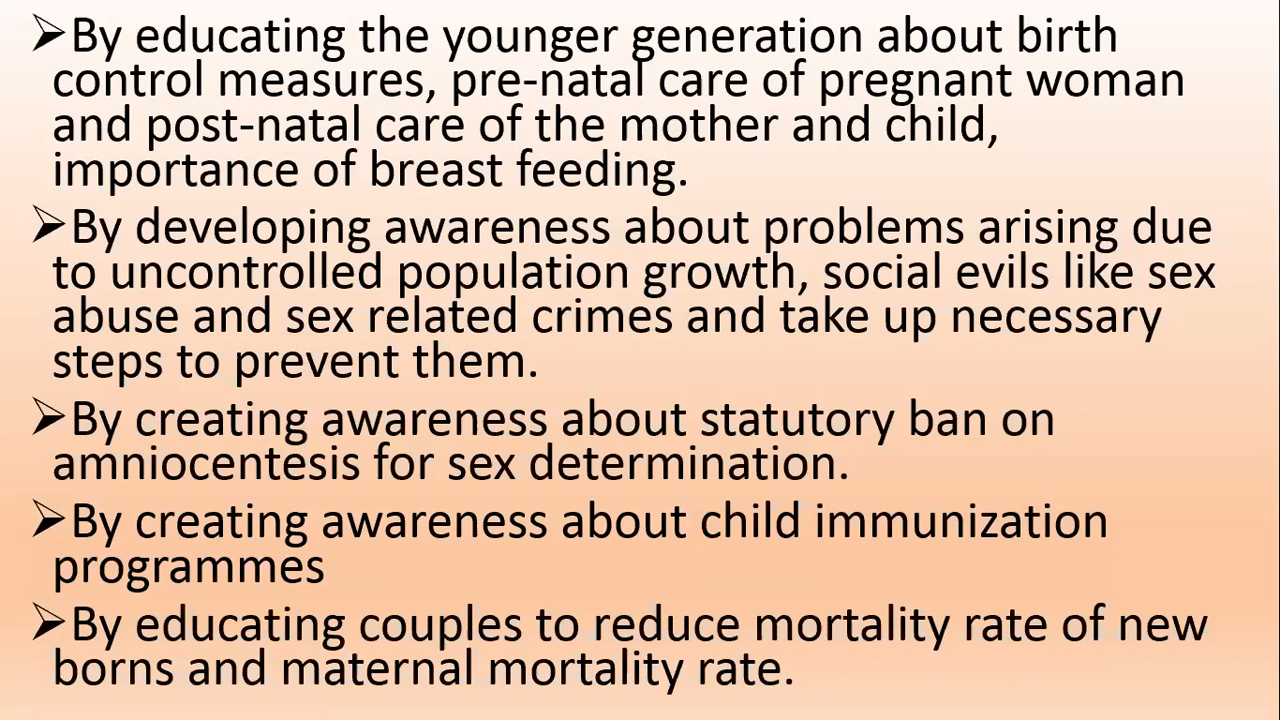 ➢By educating the younger generation about birth
control measures, pre-natal care of pregnant woman
and post-natal care of the mother and child,
importance of breast feeding.
➢By developing awareness about problems arising due
to uncontrolled population growth, social evils like sex
abuse and sex related crimes and take up necessary
steps to prevent them.
➢By creating awareness about statutory ban on
amniocentesis for sex determination.
➢By creating awareness about child immunization
programmes
➢By educating couples to reduce mortality rate of new
borns and maternal mortality rate.